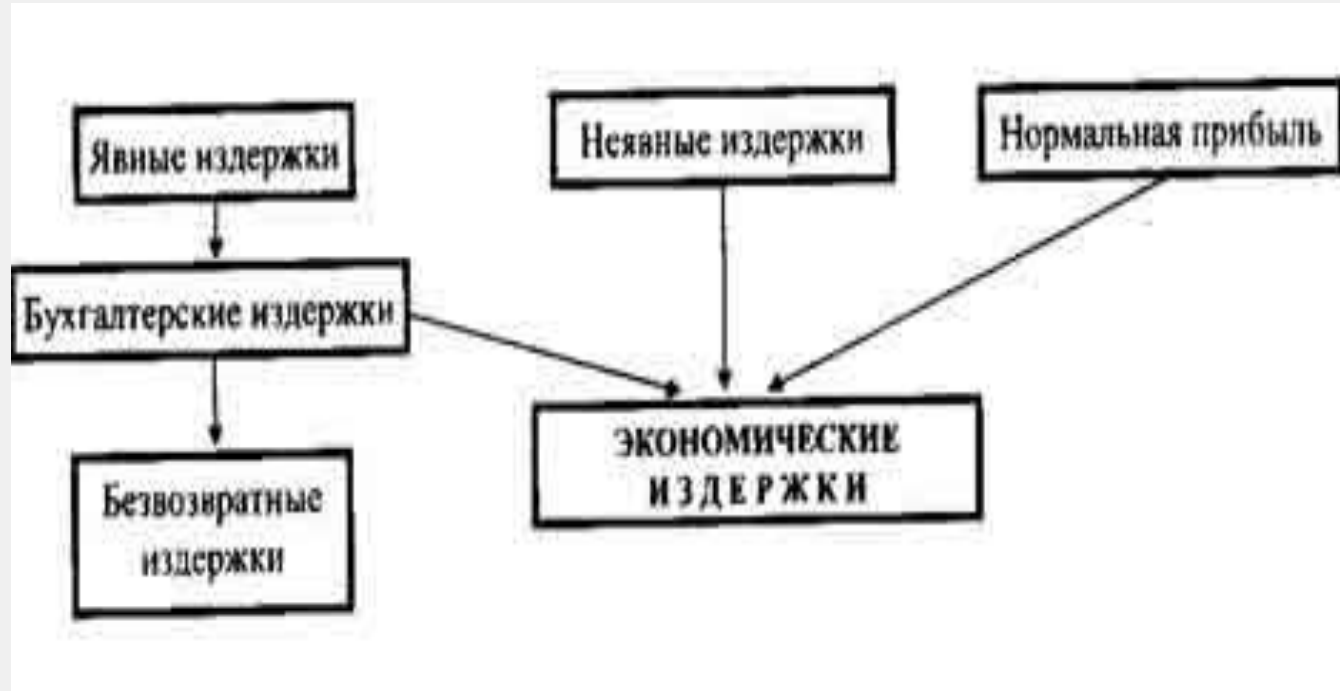 Явные издержки
Неявные издержки
Нормальная прибыль
Бухгалтерские издержки
ЭКОНОМИЧЕСКИЕ
ИЗДЕРЖКИ
Безвозвратные
издержки